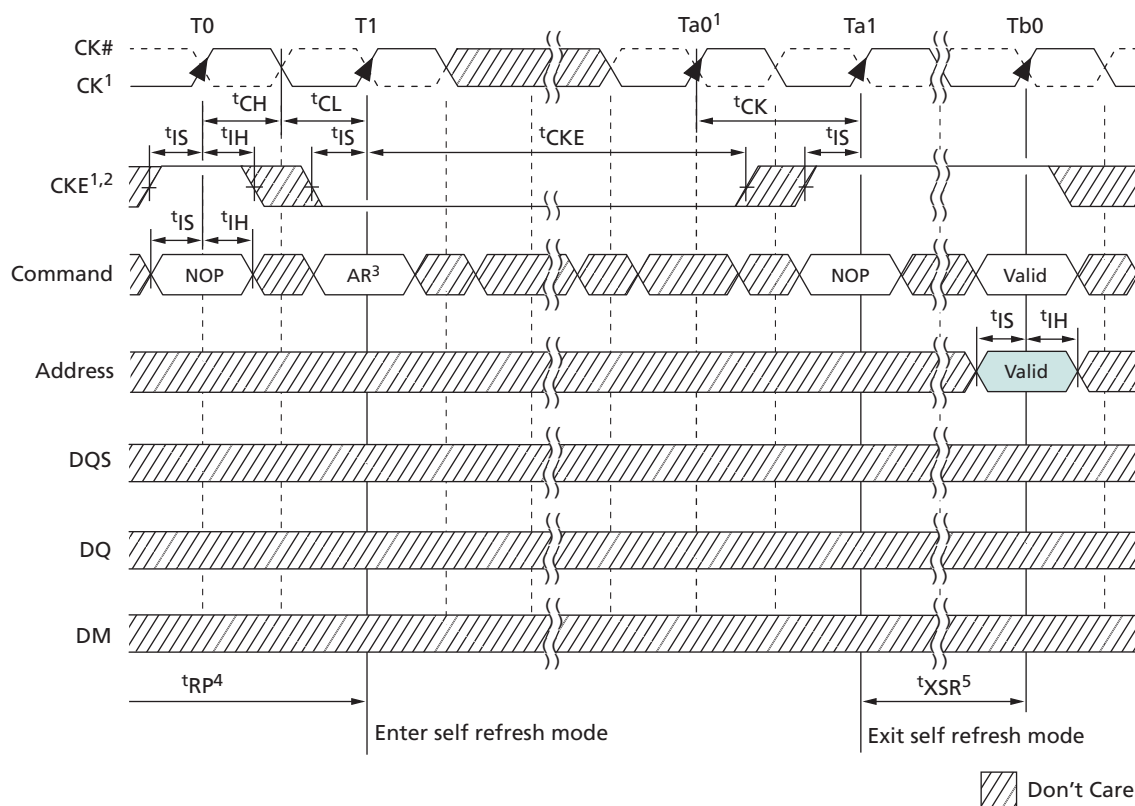 T0 T1 Ta0¹ Ta1 Tb0
CK#
CK¹
tCH tCL tCK
tIS tIH tIS tCKE tIS
CKE¹,²
tIS tIH
Command NOP AR³ NOP Valid
tIS tIH
Address Valid
DQS
DQ
DM
tRP⁴ tXSR⁵
Enter self refresh mode Exit self refresh mode
Don't Care